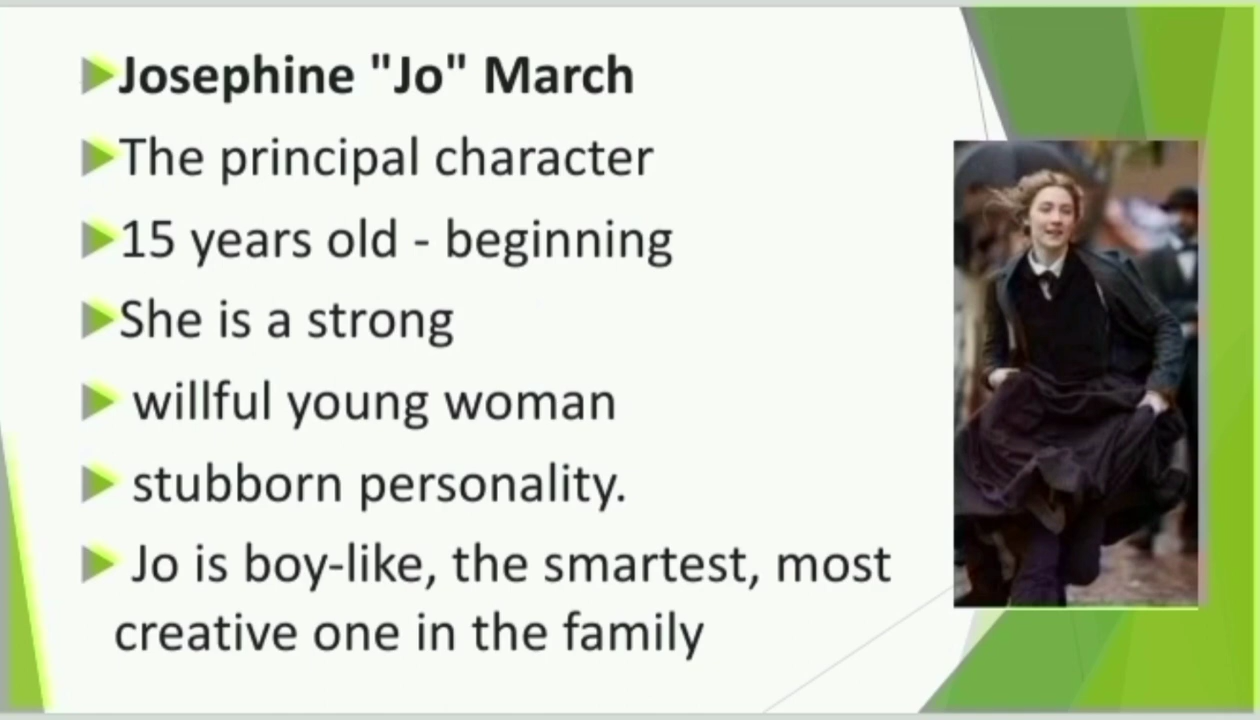 Josephine "Jo" March
The principal character
15 years old - beginning
She is a strong
willful young woman
stubborn personality.
Jo is boy-like, the smartest, most
creative one in the family